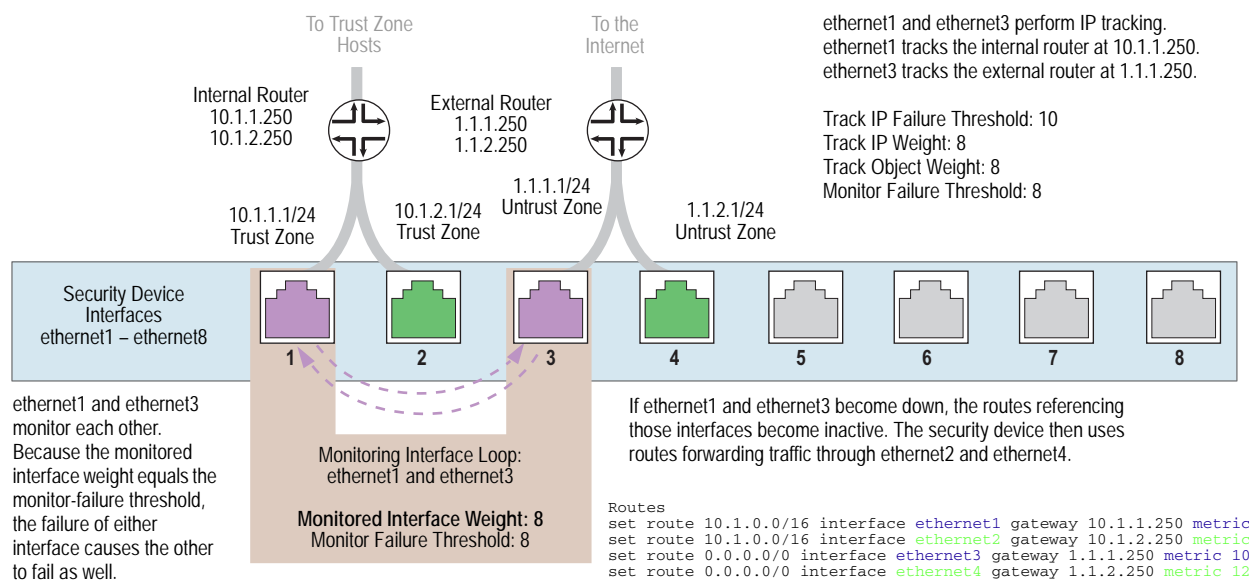 To Trust Zone
Hosts
To the
Internet
ethernet1 and ethernet3 perform IP tracking.
ethernet1 tracks the internal router at 10.1.1.250.
ethernet3 tracks the external router at 1.1.1.250.
Track IP Failure Threshold: 10
Track IP Weight: 8
Track Object Weight: 8
Monitor Failure Threshold: 8
Internal Router
10.1.1.250
10.1.2.250
External Router
1.1.1.250
1.1.2.250
10.1.1.1/24
Trust Zone
10.1.2.1/24
Trust Zone
1.1.1.1/24
Untrust Zone
1.1.2.1/24
Untrust Zone
Security Device
Interfaces
ethernet1 – ethernet8
1 2 3 4 5 6 7 8
ethernet1 and ethernet3
monitor each other.
Because the monitored
interface weight equals the
monitor-failure threshold,
the failure of either
interface causes the other
to fail as well.
Monitoring Interface Loop:
ethernet1 and ethernet3
Monitored Interface Weight: 8
Monitor Failure Threshold: 8
If ethernet1 and ethernet3 become down, the routes referencing
those interfaces become inactive. The security device then uses
routes forwarding traffic through ethernet2 and ethernet4.
Routes
set route 10.1.0.0/16 interface ethernet1 gateway 10.1.1.250 metric
set route 10.1.0.0/16 interface ethernet2 gateway 10.1.2.250 metric
set route 0.0.0.0/0 interface ethernet3 gateway 1.1.1.250 metric 10
set route 0.0.0.0/0 interface ethernet4 gateway 1.1.2.250 metric 12